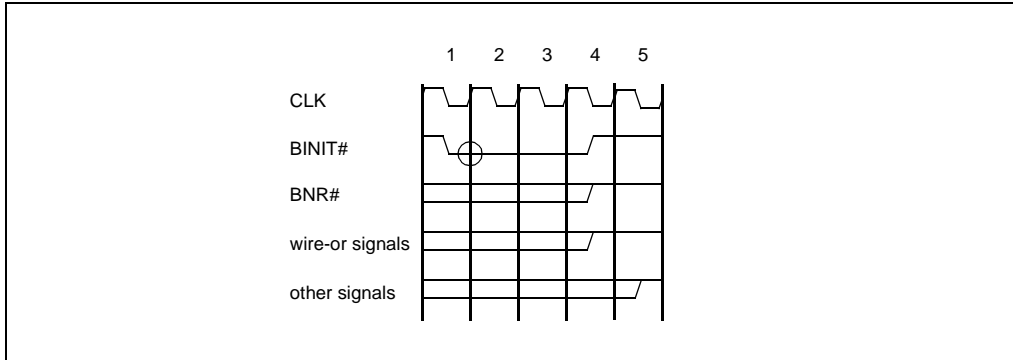 1 2 3 4 5
CLK
BINIT#
BNR#
wire-or signals
other signals